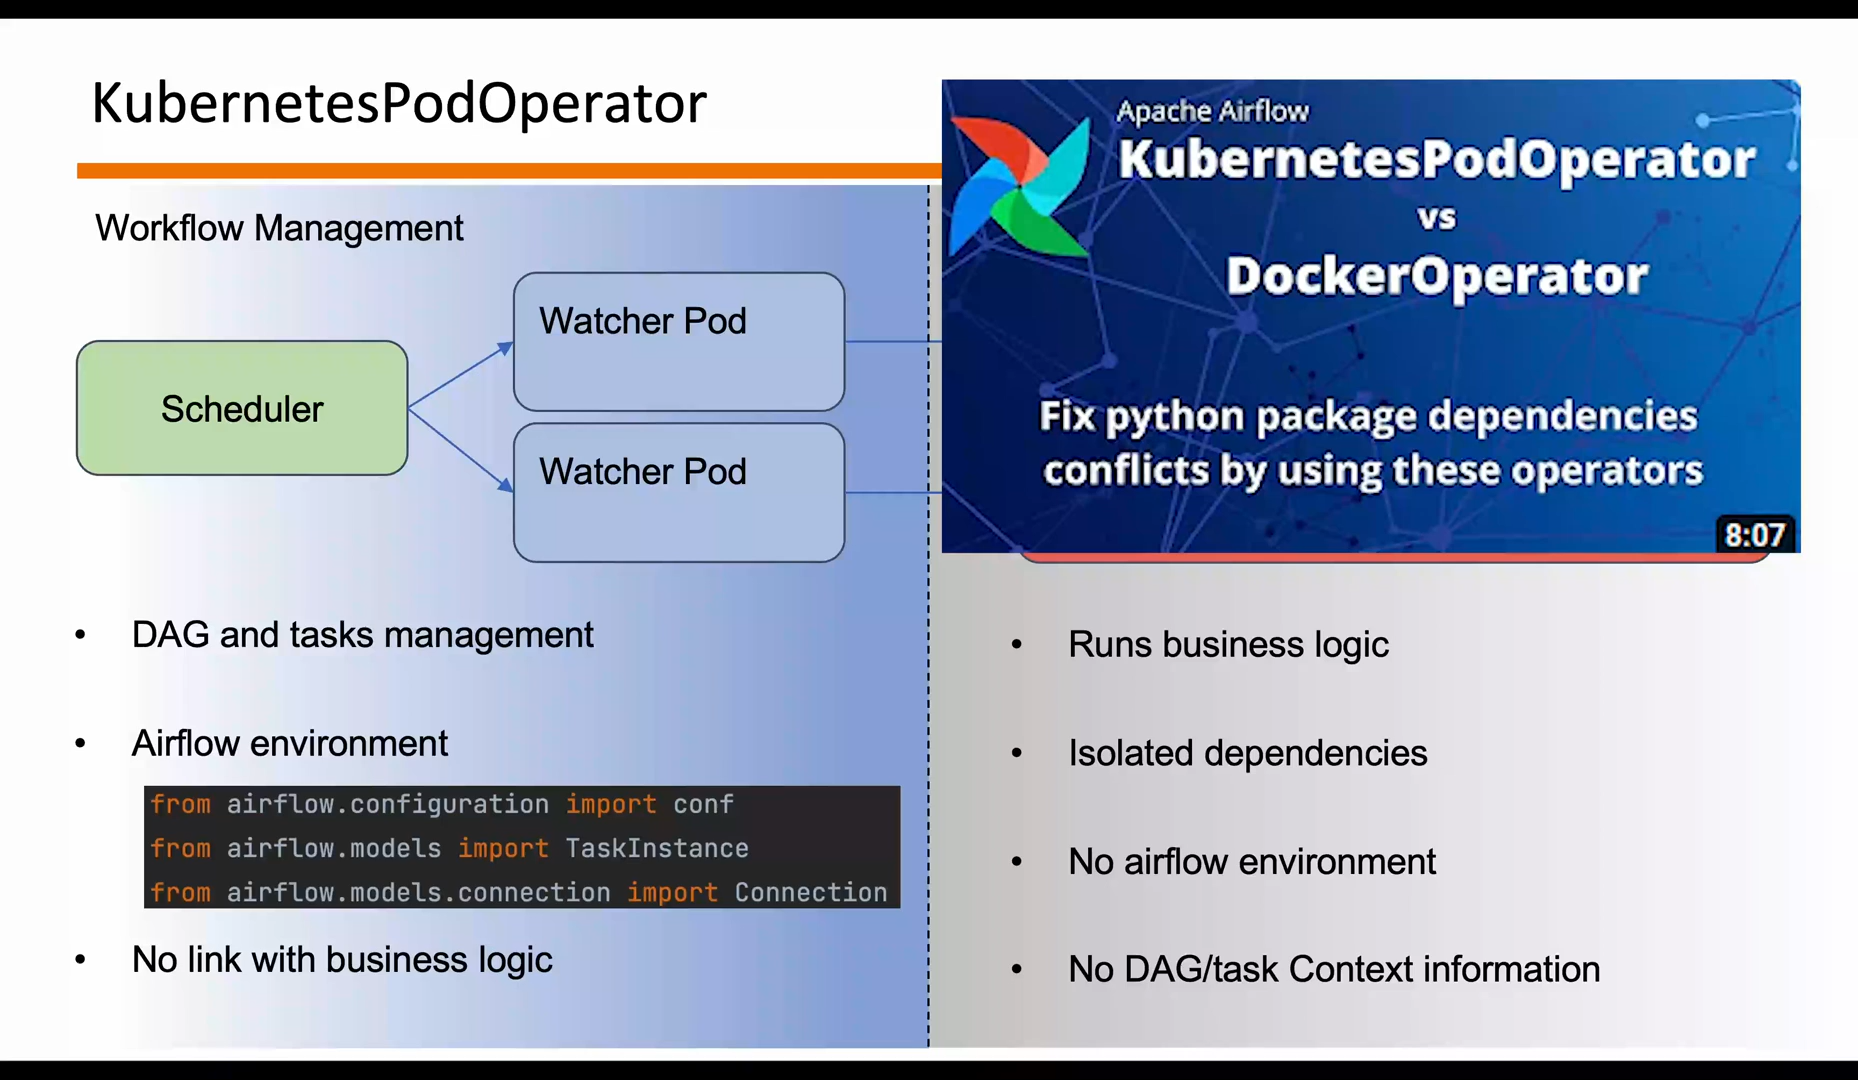 KubernetesPodOperator
Workflow Management
Scheduler
Watcher Pod
Watcher Pod
• DAG and tasks management
• Airflow environment
from airflow.configuration import conf
from airflow.models import TaskInstance
from airflow.models.connection import Connection
• No link with business logic
Apache Airflow
KubernetesPodOperator
vs
DockerOperator
Fix python package dependencies
conflicts by using these operators
8:07
• Runs business logic
• Isolated dependencies
• No airflow environment
• No DAG/task Context information